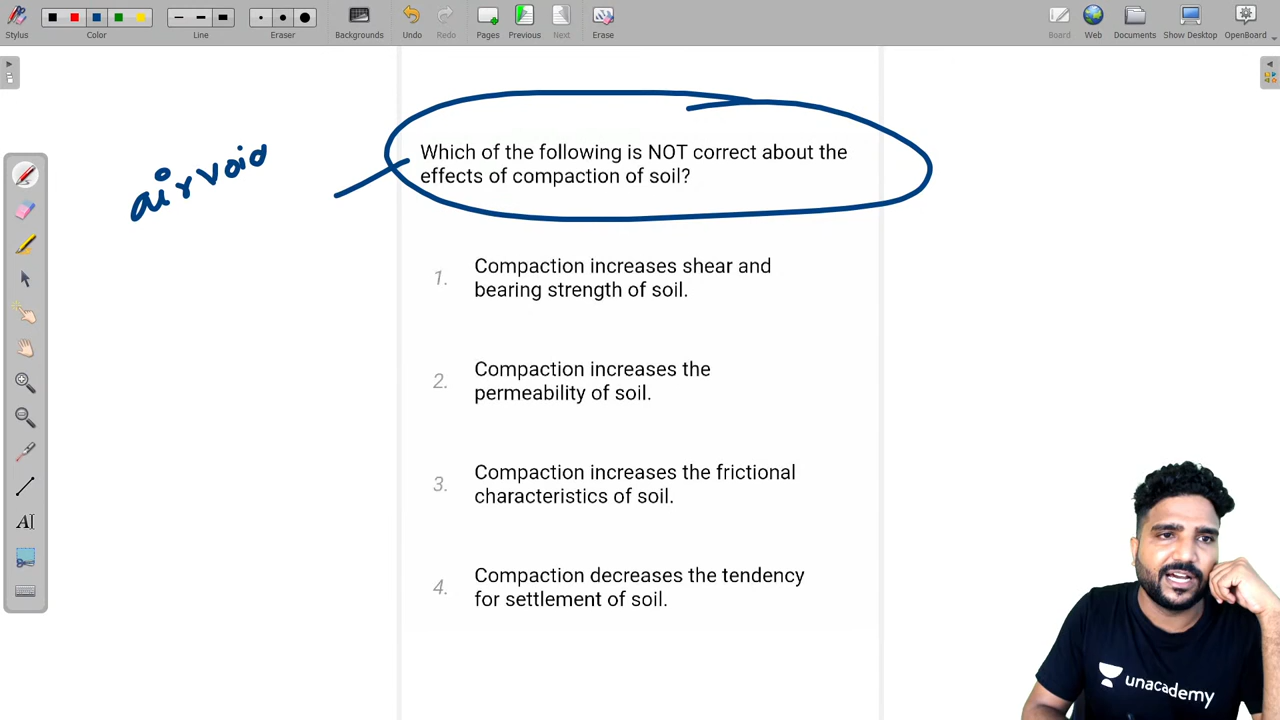 Stylus
Color
Line
Eraser
Backgrounds
Undo
Redo
Pages
Previous
Next
Erase
Board
Web
Documents
Show Desktop
OpenBoard
air void
Which of the following is NOT correct about the
effects of compaction of soil?
1. Compaction increases shear and
bearing strength of soil.
2. Compaction increases the
permeability of soil.
3. Compaction increases the frictional
characteristics of soil.
4. Compaction decreases the tendency
for settlement of soil.
AI
unacademy